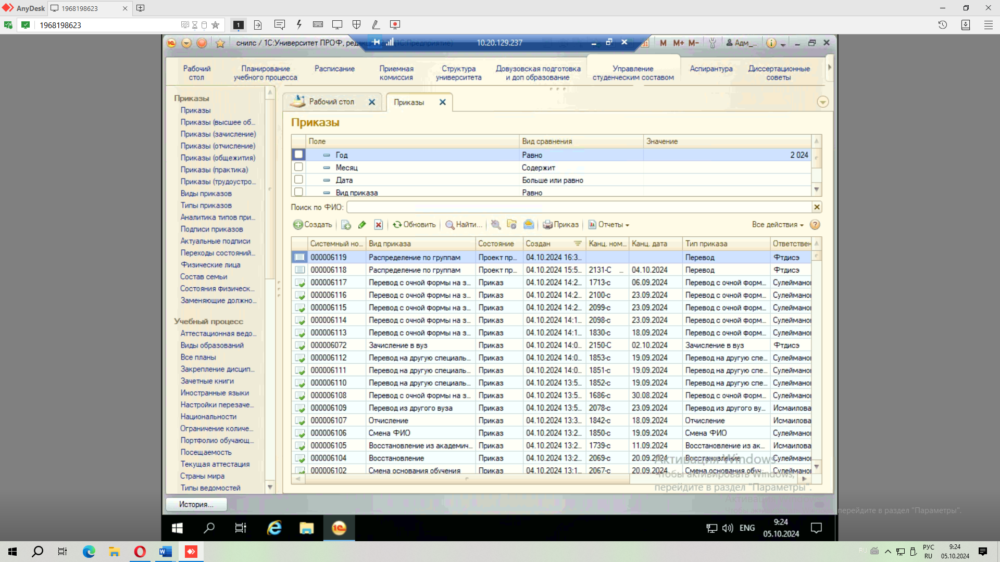 AnyDesk 1968198623
1968198623
1
снилс / 1С:Университет ПРОФ, редакц
(1С:Предприятие)
10.20.129.237
31 M M+ M- Адм_...
Рабочий стол
Планирование учебного процесса
Расписание
Приемная комиссия
Структура университета
Довузовская подготовка и доп образование
Управление студенческим составом
Аспирантура
Диссертационные советы
Приказы
Приказы
Приказы (высшее об...
Приказы (зачисление)
Приказы (отчисление)
Приказы (общежития)
Приказы (практика)
Приказы (трудоустро...
Виды приказов
Типы приказов
Аналитика типов при...
Подписи приказов
Актуальные подписи
Переходы состояний...
Физические лица
Состав семьи
Состояния физическ...
Заменяющие должно...
Учебный процесс
Аттестационная ведо...
Виды образований
Все планы
Закрепление дисцип...
Зачетные книги
Иностранные языки
Настройки перезаче...
Национальности
Ограничение количе...
Портфолио обучающ...
Посещаемость
Текущая аттестация
Страны мира
Типы ведомостей
Рабочий стол
Приказы
Приказы
Поле Вид сравнения Значение
Год Равно 2 024
Месяц Содержит
Дата Больше или равно
Вид приказа Равно
Поиск по ФИО:
Создать Обновить Найти... Приказ Отчеты Все действия
Системный но... Вид приказа Состояние Создан Канц. ном... Канц. дата Тип приказа Ответствен
000006119 Распределение по группам Проект пр... 04.10.2024 16:3... Перевод Фтдисэ
000006118 Распределение по группам Проект пр... 04.10.2024 15:5... 2131-С ... 04.10.2024 Перевод Фтдисэ
000006117 Перевод с очной формы на з... Приказ 04.10.2024 14:2... 1713-с 06.09.2024 Перевод с очной форм... Сулейманов
000006116 Перевод с очной формы на з... Приказ 04.10.2024 14:2... 2100-с 23.09.2024 Перевод с очной форм... Сулейманов
000006115 Перевод с очной формы на з... Приказ 04.10.2024 14:2... 2099-с 23.09.2024 Перевод с очной форм... Сулейманов
000006114 Перевод с очной формы на з... Приказ 04.10.2024 14:1... 2098-с 23.09.2024 Перевод с очной форм... Сулейманов
000006113 Перевод с очной формы на з... Приказ 04.10.2024 14:1... 1830-с 18.09.2024 Перевод с очной форм... Сулейманов
000006072 Зачисление в вуз Приказ 04.10.2024 14:0... 2150-С 02.10.2024 Зачисление в вуз Фтдисэ
000006112 Перевод на другую специаль... Приказ 04.10.2024 14:0... 1853-с 19.09.2024 Перевод на другую спе... Сулейманов
000006111 Перевод на другую специаль... Приказ 04.10.2024 14:0... 1851-с 19.09.2024 Перевод на другую спе... Сулейманов
000006110 Перевод на другую специаль... Приказ 04.10.2024 13:5... 1852-с 19.09.2024 Перевод на другую спе... Сулейманов
000006108 Перевод с очной формы на з... Приказ 04.10.2024 13:5... 1686-с 30.08.2024 Перевод с очной форм... Сулейманов
000006109 Перевод из другого вуза Приказ 04.10.2024 13:5... 2078-с 23.09.2024 Перевод из другого ву... Исмаилова
000006107 Отчисление Приказ 04.10.2024 13:3... 1842-с 18.09.2024 Отчисление Исмаилова
000006106 Смена ФИО Приказ 04.10.2024 13:2... 1850-с 19.09.2024 Смена ФИО Сулейманов
000006105 Восстановление из академич... Приказ 04.10.2024 13:2... 1739-с 11.09.2024 Восстановление из ак... Исмаилова
000006104 Восстановление Приказ 04.10.2024 13:2... 2069-с 20.09.2024 Восстановление Сулейманов
000006102 Смена основания обучения Приказ 04.10.2024 13:1... 2067-с 20.09.2024 Смена основания обуч... Сулейманов
Активация Windows
Чтобы активировать Windows,
перейдите в раздел "Параметры".
История...
перейдите в раздел "Параметры".
ENG 9:24
05.10.2024
RU РУС RU 9:24
05.10.2024